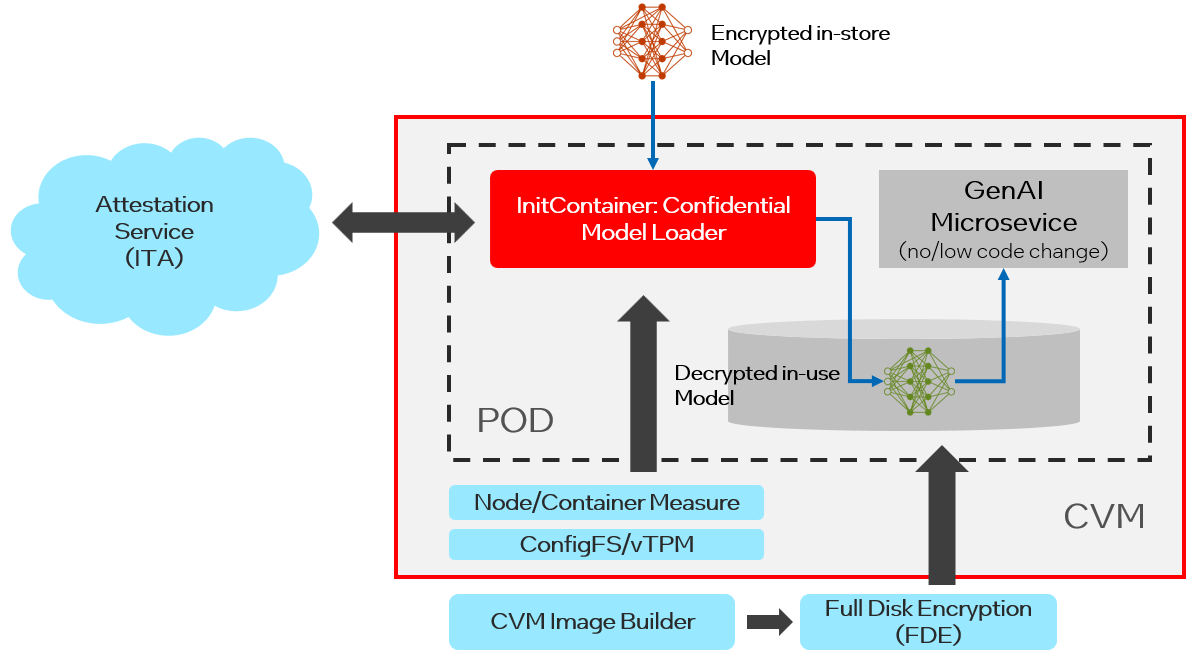 Encrypted in-store
Model
Attestation
Service
(ITA)
InitContainer: Confidential
Model Loader
GenAI
Microsevice
(no/low code change)
Decrypted in-use
Model
POD
Node/Container Measure
ConfigFS/vTPM
CVM
CVM Image Builder
Full Disk Encryption
(FDE)